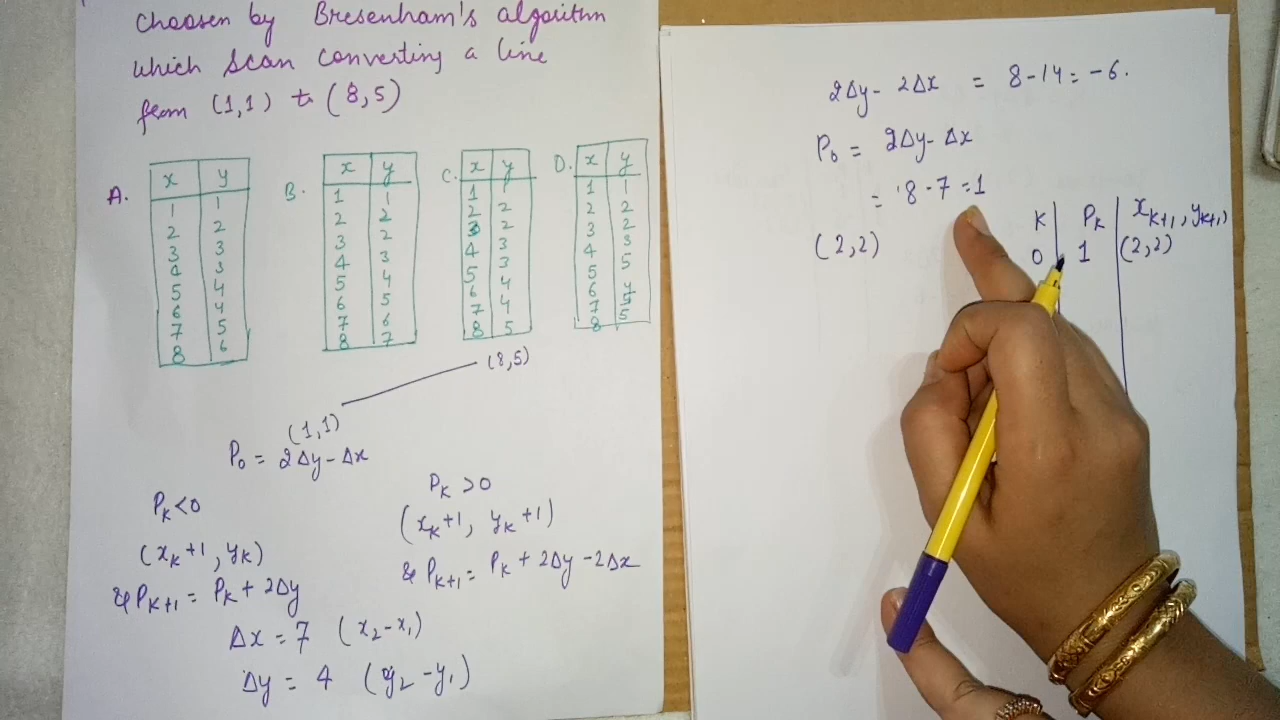 choosen by Bresenham's algorithm
which scan converting a line
from (1,1) to (8,5)
A.
x y
1 1
2 2
3 3
4 3
5 4
6 4
7 5
8 6
B.
x y
1 1
2 2
3 2
4 3
5 4
6 5
7 6
8 7
C.
x y
1 1
2 2
3 2
4 3
5 3
6 4
7 4
8 5
D.
x y
1 1
2 2
3 2
4 3
5 5
6 4
7 5
8 5
(8,5)
(1,1)
P₀ = 2Δy - Δx
Pₖ<0
(xₖ+1, yₖ)
& Pₖ₊₁ = Pₖ + 2Δy
Pₖ >0
(xₖ+1, yₖ+1)
& Pₖ₊₁ = Pₖ + 2Δy - 2Δx
Δx = 7 (x₂-x₁)
Δy = 4 (y₂-y₁)
2Δy - 2Δx = 8-14 = -6.
P₀ = 2Δy - Δx
= 8-7 = 1
(2,2)
K Pₖ xₖ₊₁, yₖ₊₁
0 1 (2,2)